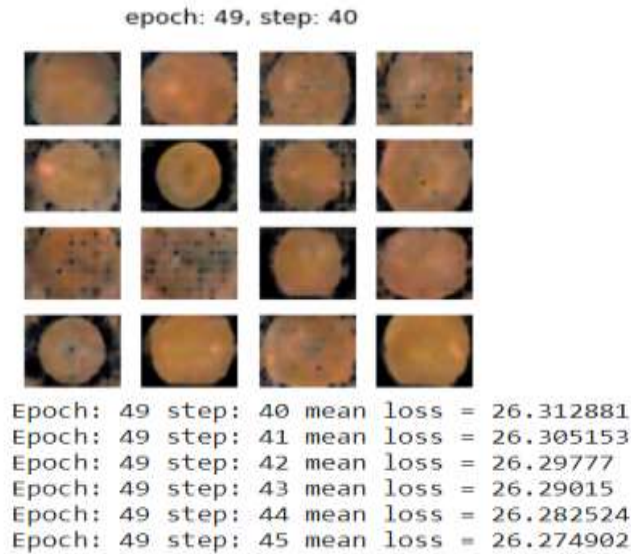 epoch: 49, step: 40
Epoch: 49 step: 40 mean loss = 26.312881
Epoch: 49 step: 41 mean loss = 26.305153
Epoch: 49 step: 42 mean loss = 26.29777
Epoch: 49 step: 43 mean loss = 26.29015
Epoch: 49 step: 44 mean loss = 26.282524
Epoch: 49 step: 45 mean loss = 26.274902